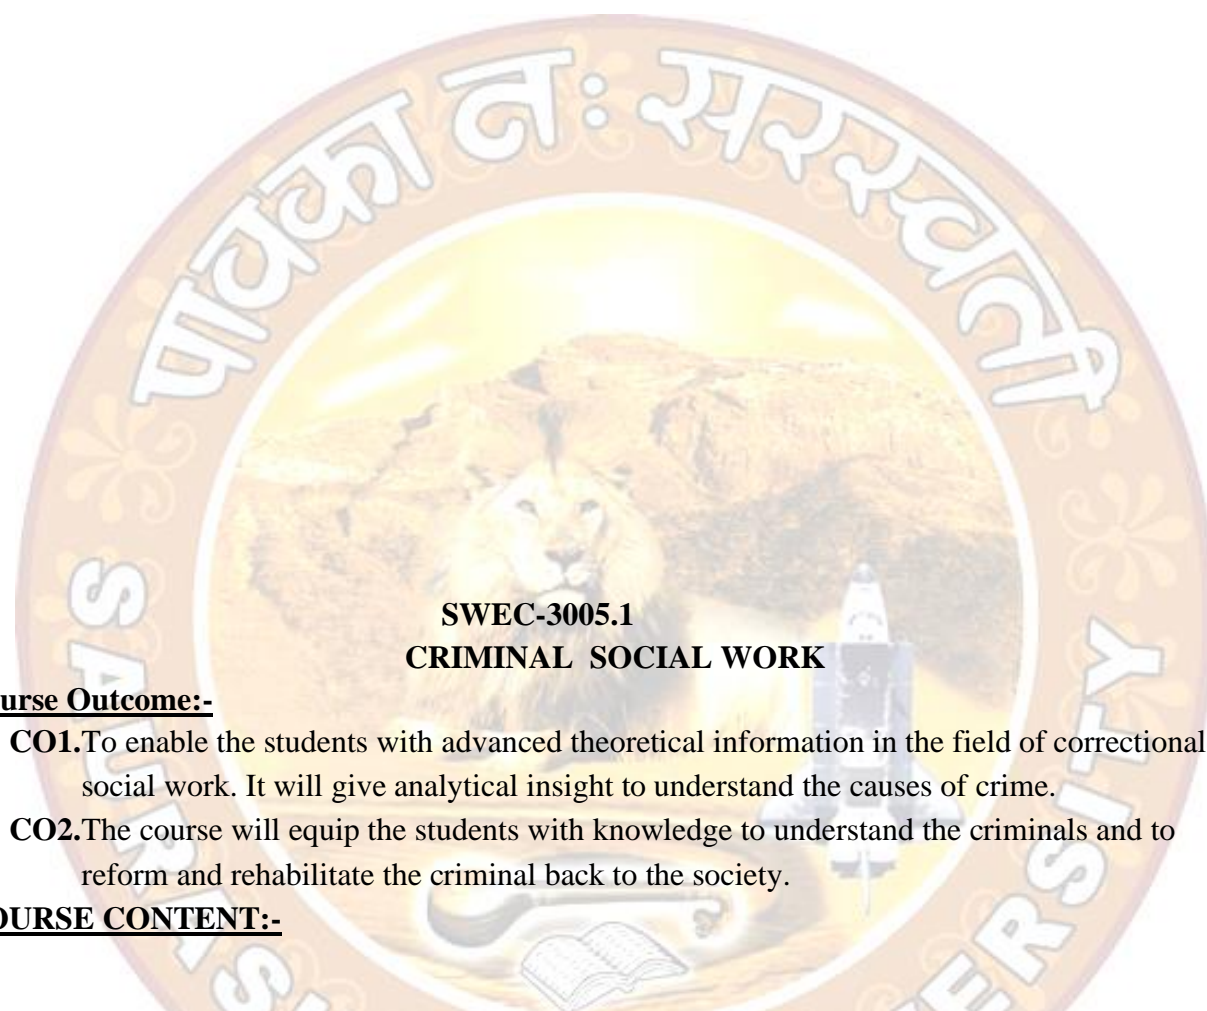 पावका नः सरस्वती
SAURASHTRA UNIVERSITY
SWEC-3005.1
CRIMINAL SOCIAL WORK
urse Outcome:-
CO1.To enable the students with advanced theoretical information in the field of correctional
social work. It will give analytical insight to understand the causes of crime.
CO2.The course will equip the students with knowledge to understand the criminals and to
reform and rehabilitate the criminal back to the society.
OURSE CONTENT:-